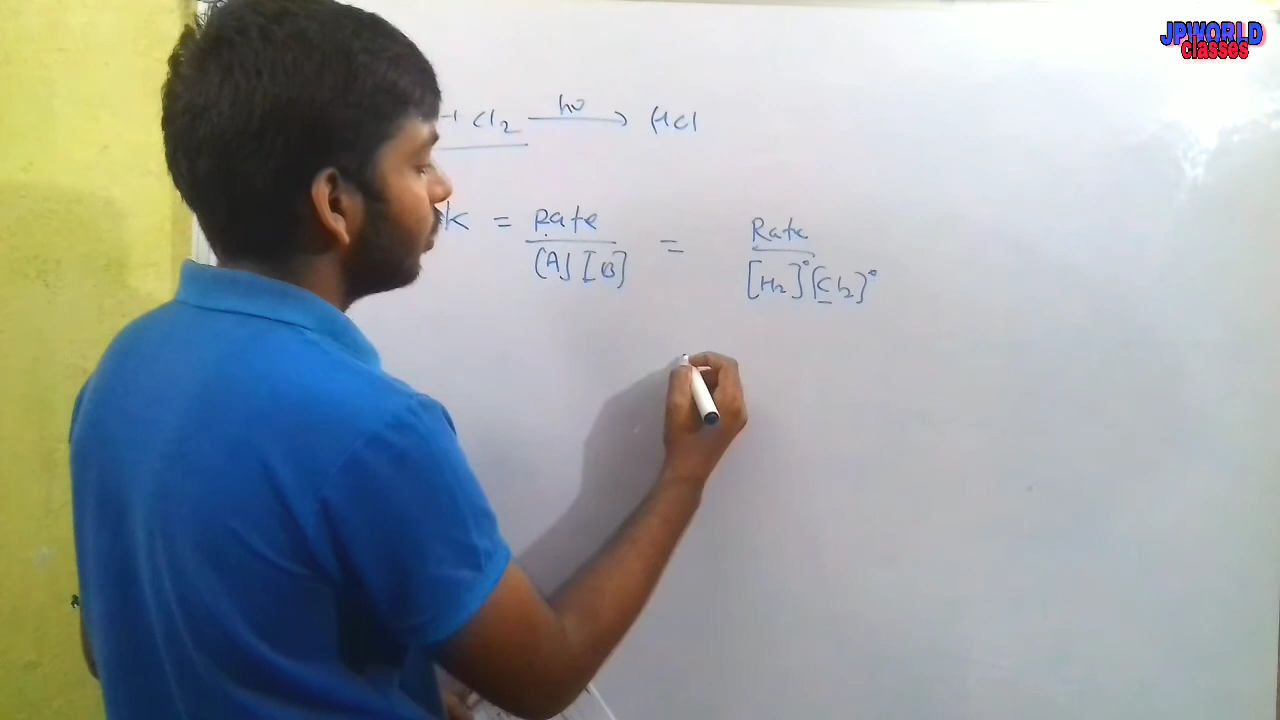 JPWORLD
classes
Cl₂ hν → HCl
K = Rate / [A] [B] = Rate / [H₂]° [Cl₂]°